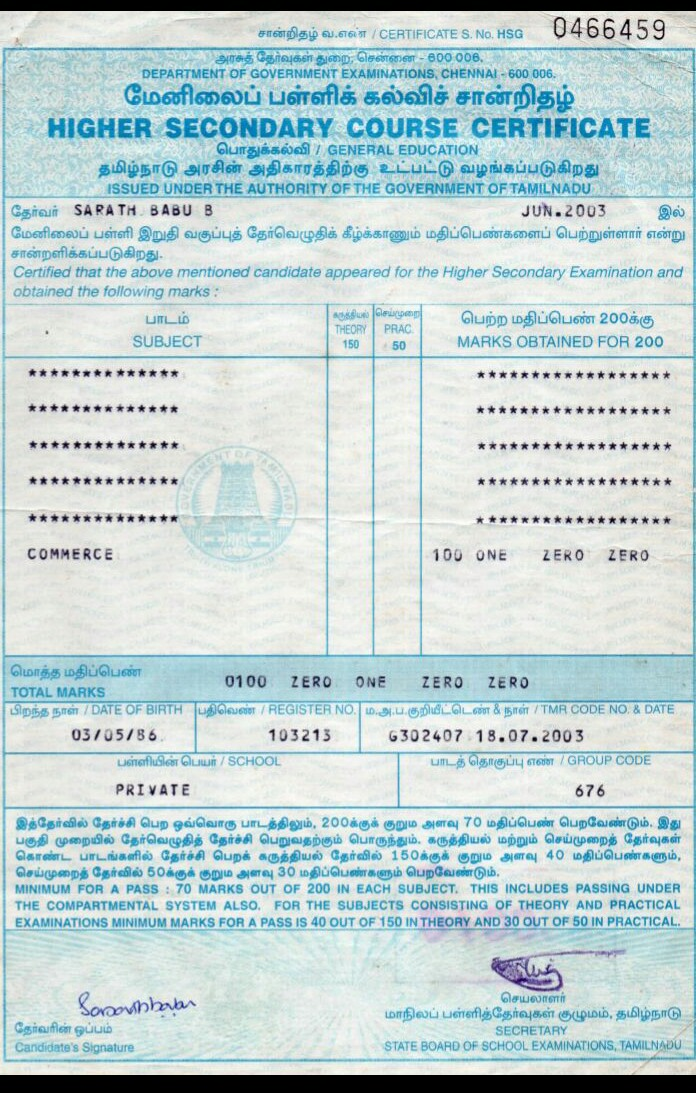 சான்றிதழ் வ.எண் / CERTIFICATE S. No. HSG 0466459
அரசுத் தேர்வுகள் துறை, சென்னை - 600 006.
DEPARTMENT OF GOVERNMENT EXAMINATIONS, CHENNAI - 600 006.
மேனிலைப் பள்ளிக் கல்விச் சான்றிதழ்
HIGHER SECONDARY COURSE CERTIFICATE
பொதுக்கல்வி / GENERAL EDUCATION
தமிழ்நாடு அரசின் அதிகாரத்திற்கு உட்பட்டு வழங்கப்படுகிறது
ISSUED UNDER THE AUTHORITY OF THE GOVERNMENT OF TAMILNADU
தேர்வர் SARATH BABU B JUN.2003 இல்
மேனிலைப் பள்ளி இறுதி வகுப்புத் தேர்வெழுதிக் கீழ்க்காணும் மதிப்பெண்களைப் பெற்றுள்ளார் என்று
சான்றளிக்கப்படுகிறது.
Certified that the above mentioned candidate appeared for the Higher Secondary Examination and
obtained the following marks :
பாடம் கருத்தியல் செய்முறை பெற்ற மதிப்பெண் 200க்கு
SUBJECT THEORY PRAC. MARKS OBTAINED FOR 200
150 50
************** ******************
************** ******************
************** ******************
************** ******************
************** ******************
COMMERCE 100 ONE ZERO ZERO
மொத்த மதிப்பெண்
TOTAL MARKS 0100 ZERO ONE ZERO ZERO
பிறந்த நாள் / DATE OF BIRTH பதிவெண் / REGISTER NO. ம.அ.ப.குறியீட்டெண் & நாள் / TMR CODE NO. & DATE
03/05/86 103213 G302407 18.07.2003
பள்ளியின் பெயர் / SCHOOL பாடத் தொகுப்பு எண் / GROUP CODE
PRIVATE 676
இத்தேர்வில் தேர்ச்சி பெற ஒவ்வொரு பாடத்திலும், 200க்குக் குறும அளவு 70 மதிப்பெண் பெறவேண்டும். இது
பகுதி முறையில் தேர்வெழுதித் தேர்ச்சி பெறுவதற்கும் பொருந்தும். கருத்தியல் மற்றும் செய்முறைத் தேர்வுகள்
கொண்ட பாடங்களில் தேர்ச்சி பெறக் கருத்தியல் தேர்வில் 150க்குக் குறும அளவு 40 மதிப்பெண்களும்,
செய்முறைத் தேர்வில் 50க்குக் குறும அளவு 30 மதிப்பெண்களும் பெறவேண்டும்.
MINIMUM FOR A PASS : 70 MARKS OUT OF 200 IN EACH SUBJECT. THIS INCLUDES PASSING UNDER
THE COMPARTMENTAL SYSTEM ALSO. FOR THE SUBJECTS CONSISTING OF THEORY AND PRACTICAL
EXAMINATIONS MINIMUM MARKS FOR A PASS IS 40 OUT OF 150 IN THEORY AND 30 OUT OF 50 IN PRACTICAL.
Sarathbabu
தேர்வரின் ஒப்பம்
Candidate's Signature
செயலாளர்
மாநிலப் பள்ளித்தேர்வுகள் குழுமம், தமிழ்நாடு
SECRETARY
STATE BOARD OF SCHOOL EXAMINATIONS, TAMILNADU